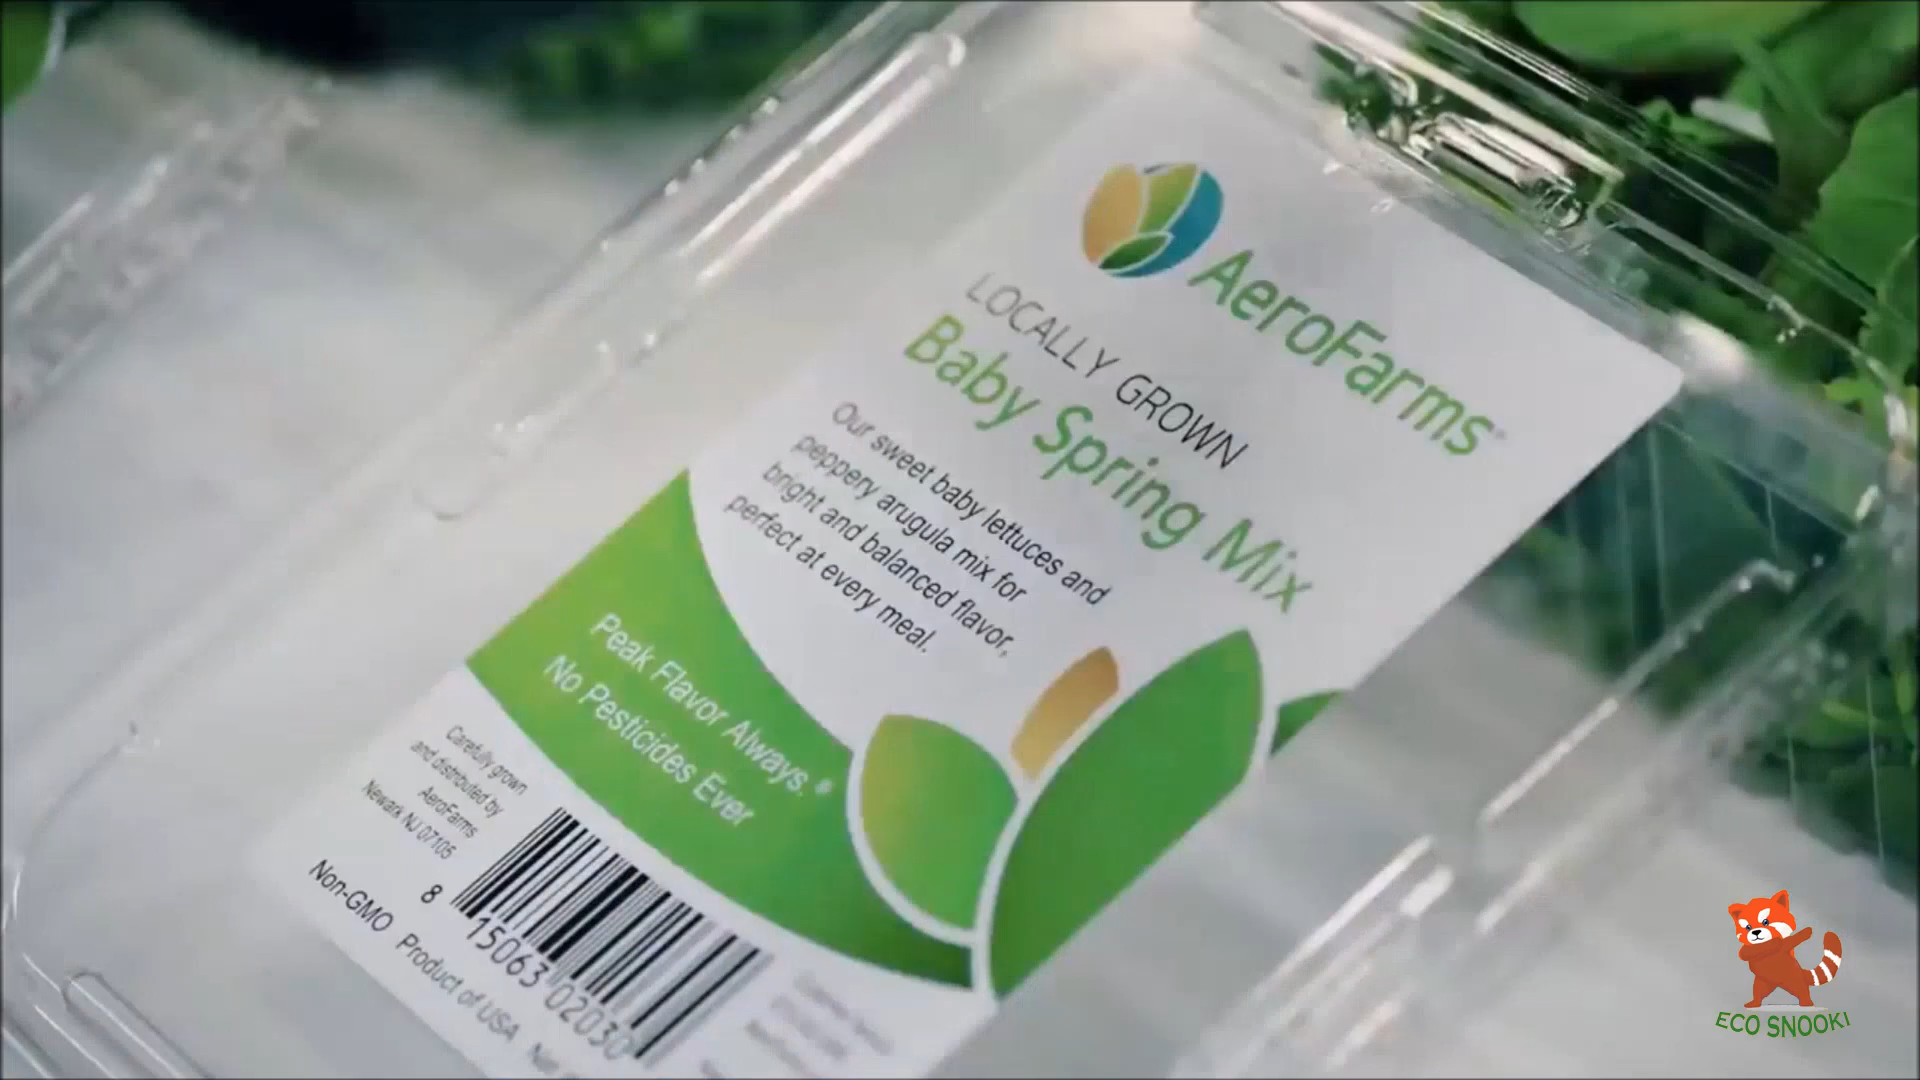 AeroFarms
LOCALLY GROWN
Baby Spring Mix
Our sweet baby lettuces and
peppery arugula mix for
bright and balanced flavor,
perfect at every meal.
Peak Flavor Always.®
No Pesticides Ever
Carefully grown
and distributed by
AeroFarms
Newark NJ 07105
8 15063 02030
Non-GMO Product of USA
ECO SNOOKI